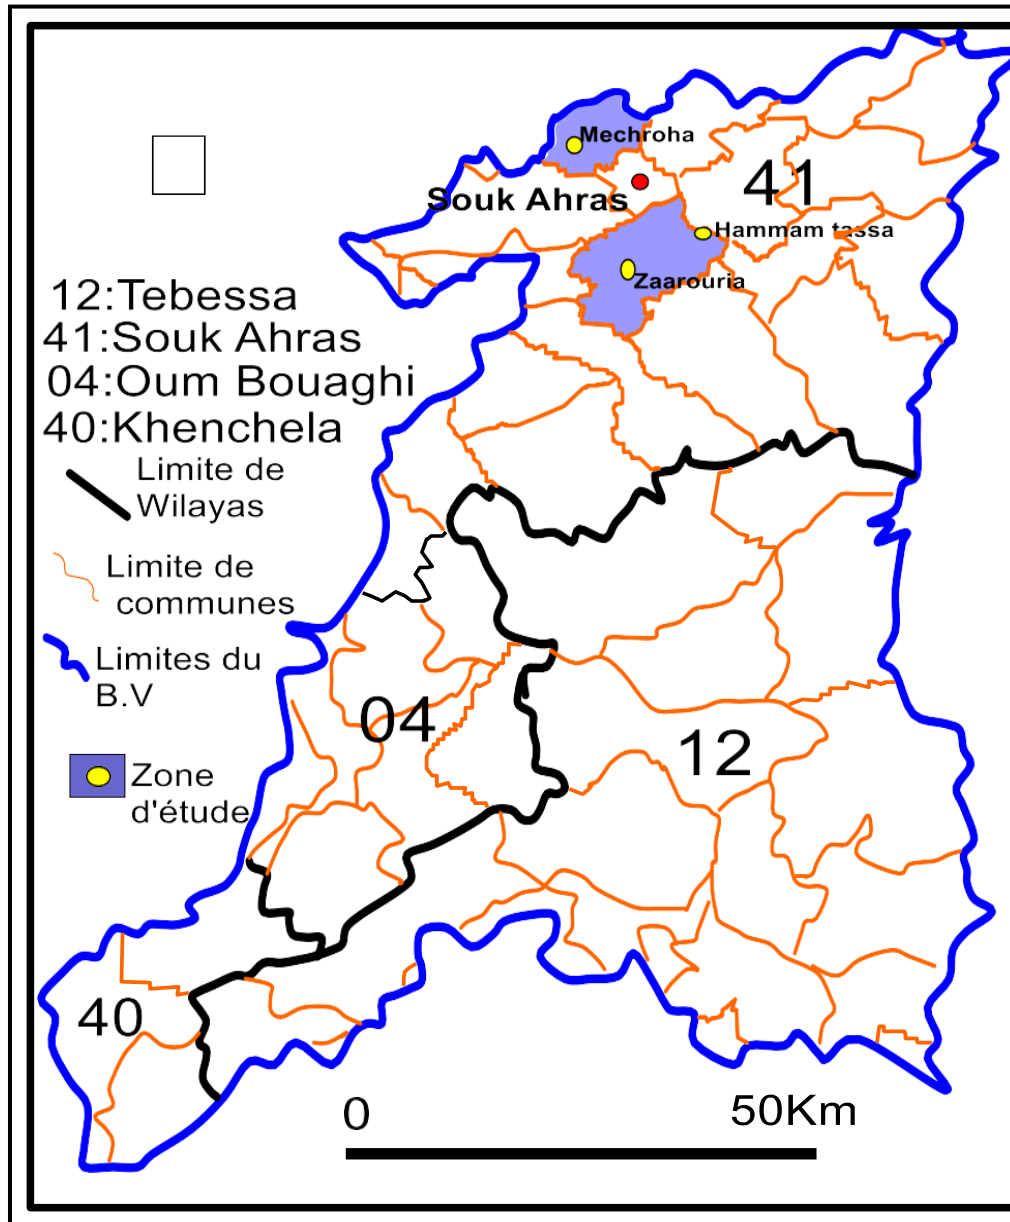 Mechroha
Souk Ahras
41
Hammam tassa
Zaarouria
12:Tebessa
41:Souk Ahras
04:Oum Bouaghi
40:Khenchela
Limite de
Wilayas
Limite de
communes
Limites du
B.V
04
12
Zone
d'étude
40
0
50Km